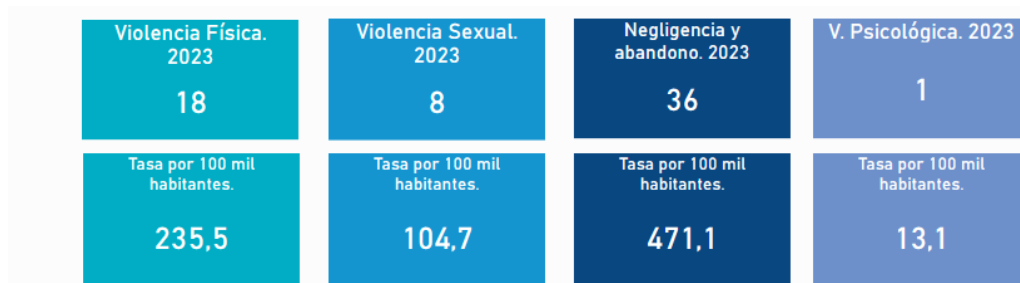 Violencia Física.
2023
18
Violencia Sexual.
2023
8
Negligencia y
abandono. 2023
36
V. Psicológica. 2023
1
Tasa por 100 mil
habitantes.
235,5
Tasa por 100 mil
habitantes.
104,7
Tasa por 100 mil
habitantes.
471,1
Tasa por 100 mil
habitantes.
13,1